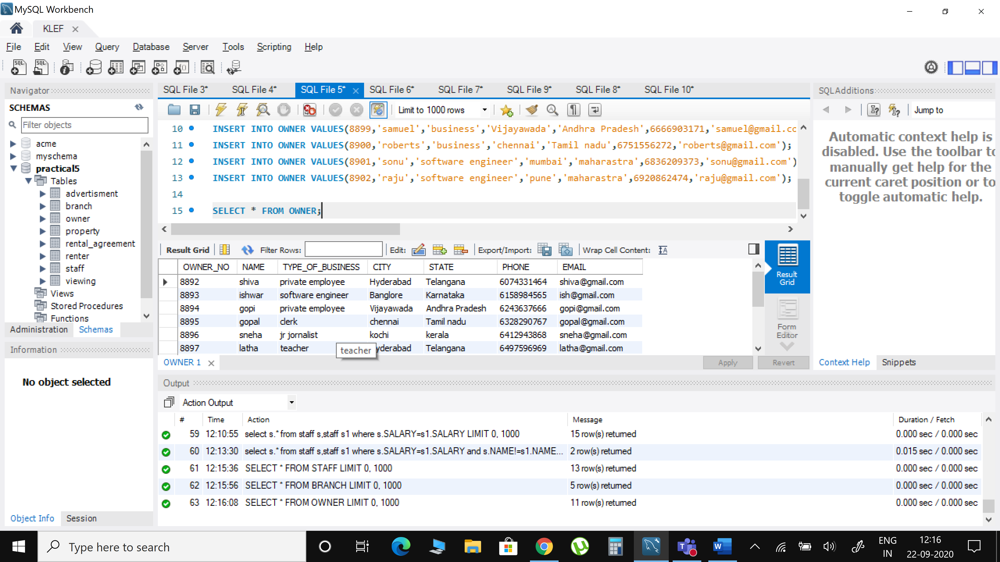 MySQL Workbench
KLEF
File Edit View Query Database Server Tools Scripting Help
Navigator
SCHEMAS
Filter objects
acme
myschema
practical5
Tables
advertisment
branch
owner
property
rental_agreement
renter
staff
viewing
Views
Stored Procedures
Functions
Administration Schemas
Information
No object selected
Object Info Session
SQL File 3* SQL File 4* SQL File 5* SQL File 6* SQL File 7* SQL File 9* SQL File 8* SQL File 10*
Limit to 1000 rows
10 INSERT INTO OWNER VALUES(8899,'samuel','business','Vijayawada','Andhra Pradesh',6666903171,'samuel@gmail.cc
11 INSERT INTO OWNER VALUES(8900,'roberts','business','chennai','Tamil nadu',6751556272,'roberts@gmail.com');
12 INSERT INTO OWNER VALUES(8901,'sonu','software engineer','mumbai','maharastra',6836209373,'sonu@gmail.com')
13 INSERT INTO OWNER VALUES(8902,'raju','software engineer','pune','maharastra',6920862474,'raju@gmail.com');
14
15 SELECT * FROM OWNER;
Result Grid Filter Rows: Edit: Export/Import: Wrap Cell Content:
OWNER_NO NAME TYPE_OF_BUSINESS CITY STATE PHONE EMAIL
8892 shiva private employee Hyderabad Telangana 6074331464 shiva@gmail.com
8893 ishwar software engineer Banglore Karnataka 6158984565 ish@gmail.com
8894 gopi private employee Vijayawada Andhra Pradesh 6243637666 gopi@gmail.com
8895 gopal clerk chennai Tamil nadu 6328290767 gopal@gmail.com
8896 sneha jr jornalist kochi kerala 6412943868 sneha@gmail.com
8897 latha teacher yderabad Telangana 6497596969 latha@gmail.com
teacher
Result
Grid
Form
Editor
OWNER 1
Apply Revert
SQLAdditions
Jump to
Automatic context help is
disabled. Use the toolbar to
manually get help for the
current caret position or to
toggle automatic help.
Context Help Snippets
Output
Action Output
# Time Action Message Duration / Fetch
59 12:10:55 select s.* from staff s,staff s1 where s.SALARY=s1.SALARY LIMIT 0, 1000 15 row(s) returned 0.000 sec / 0.000 sec
60 12:13:30 select s.* from staff s,staff s1 where s.SALARY=s1.SALARY and s.NAME!=s1.NAME... 2 row(s) returned 0.015 sec / 0.000 sec
61 12:15:36 SELECT * FROM STAFF LIMIT 0, 1000 13 row(s) returned 0.000 sec / 0.000 sec
62 12:15:56 SELECT * FROM BRANCH LIMIT 0, 1000 5 row(s) returned 0.000 sec / 0.000 sec
63 12:16:08 SELECT * FROM OWNER LIMIT 0, 1000 11 row(s) returned 0.000 sec / 0.000 sec
Type here to search
ENG
IN
12:16
22-09-2020